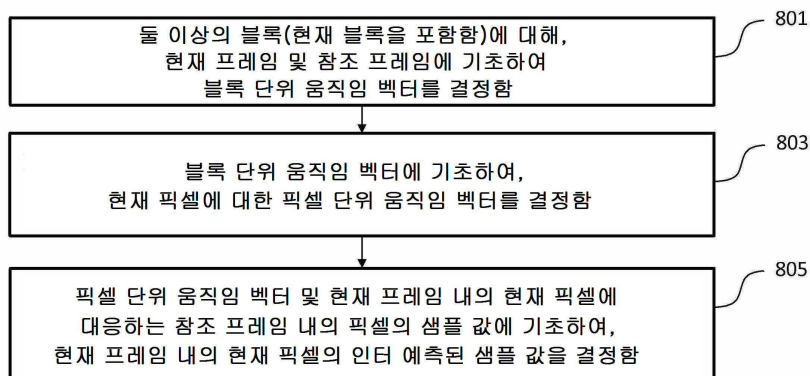 801
둘 이상의 블록(현재 블록을 포함함)에 대해,
현재 프레임 및 참조 프레임에 기초하여
블록 단위 움직임 벡터를 결정함
803
블록 단위 움직임 벡터에 기초하여,
현재 픽셀에 대한 픽셀 단위 움직임 벡터를 결정함
805
픽셀 단위 움직임 벡터 및 현재 프레임 내의 현재 픽셀에
대응하는 참조 프레임 내의 픽셀의 샘플 값에 기초하여,
현재 프레임 내의 현재 픽셀의 인터 예측된 샘플 값을 결정함